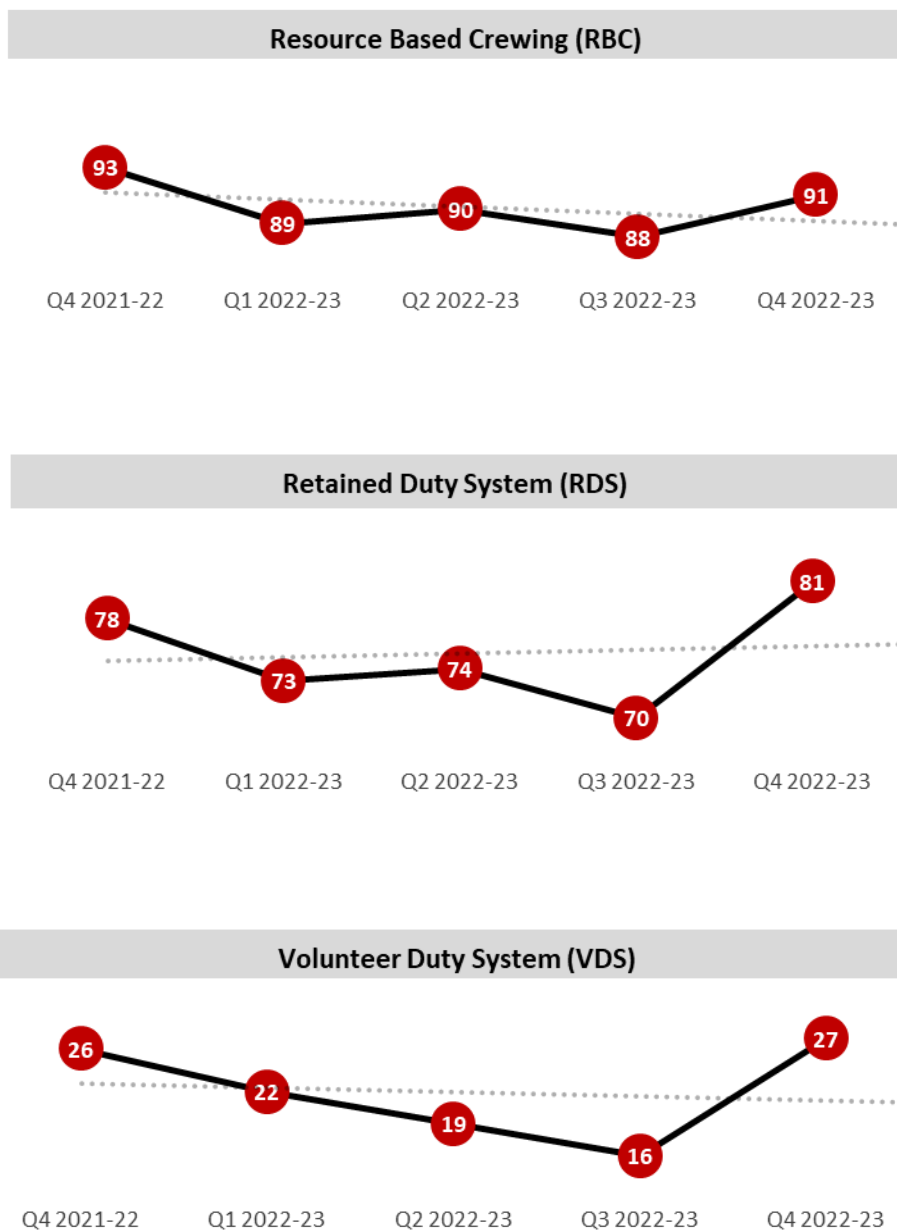 Resource Based Crewing (RBC)
93 89 90 88 91
Q4 2021-22 Q1 2022-23 Q2 2022-23 Q3 2022-23 Q4 2022-23
Retained Duty System (RDS)
78 73 74 70 81
Q4 2021-22 Q1 2022-23 Q2 2022-23 Q3 2022-23 Q4 2022-23
Volunteer Duty System (VDS)
26 22 19 16 27
Q4 2021-22 Q1 2022-23 Q2 2022-23 Q3 2022-23 Q4 2022-23